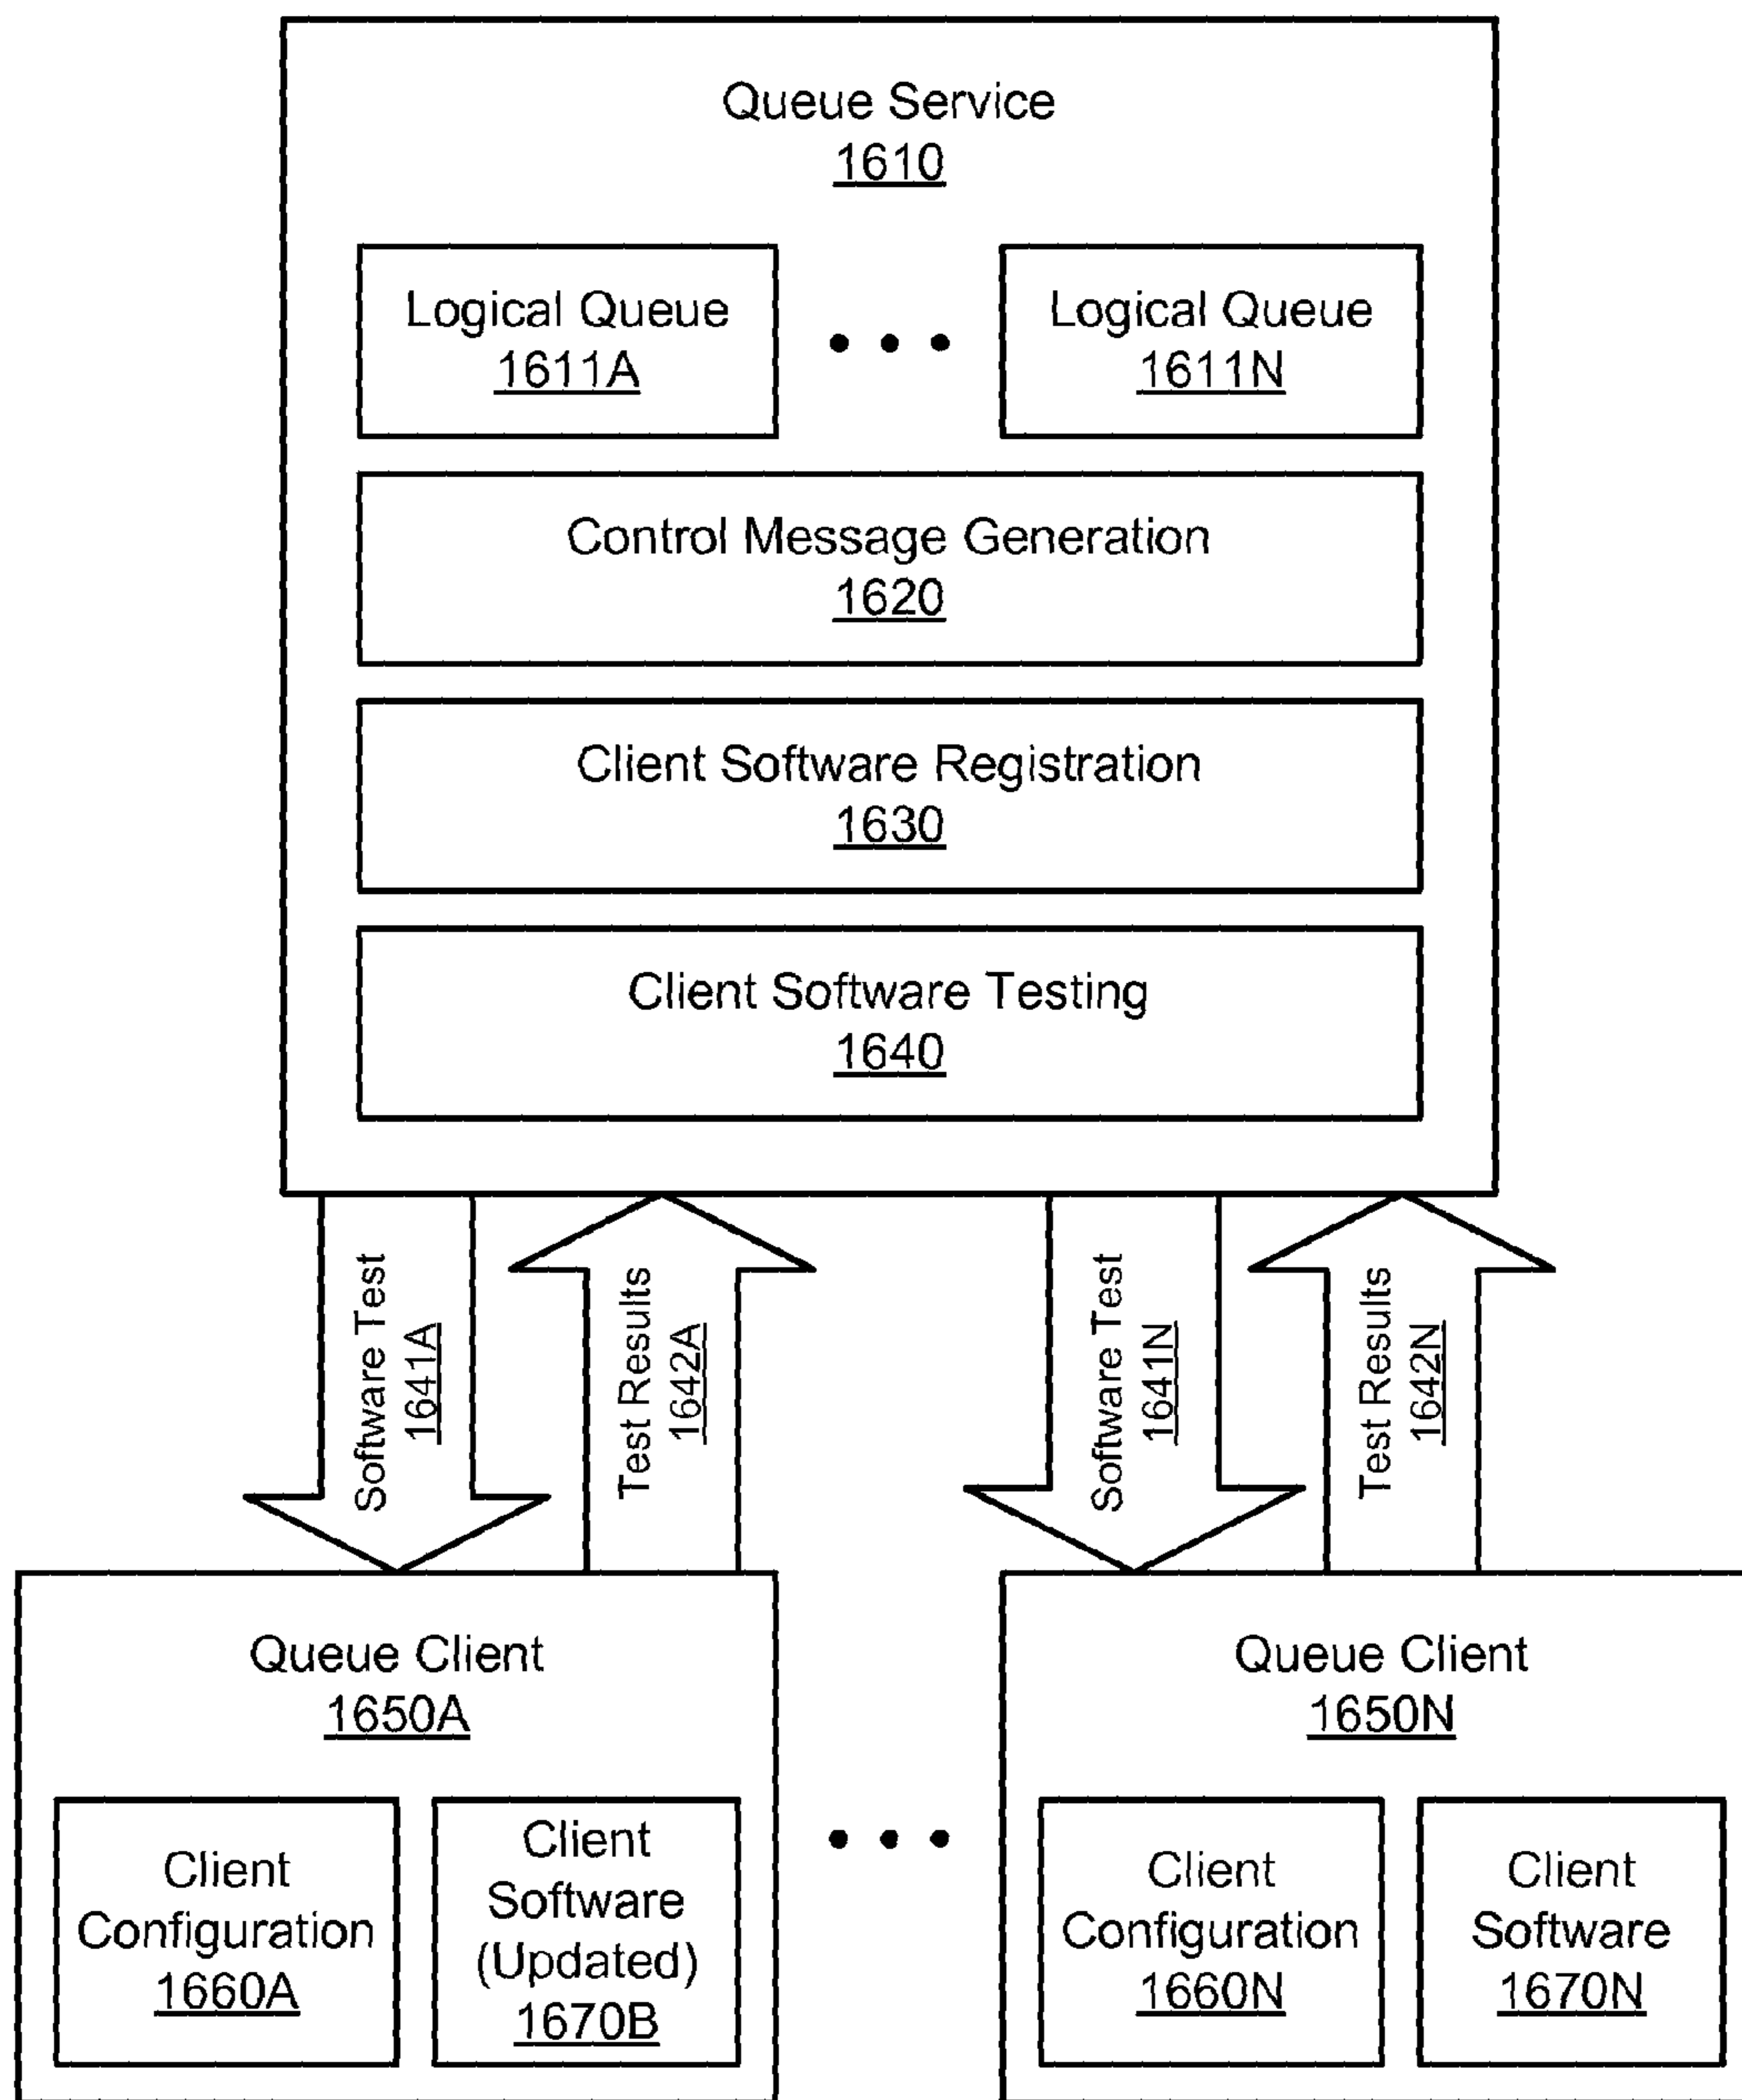 Queue Service
1610
Logical Queue
1611A
Logical Queue
1611N
Control Message Generation
1620
Client Software Registration
1630
Client Software Testing
1640
Software Test
1641A
Test Results
1642A
Software Test
1641N
Test Results
1642N
Queue Client
1650A
Client
Configuration
1660A
Client
Software
(Updated)
1670B
Queue Client
1650N
Client
Configuration
1660N
Client
Software
1670N